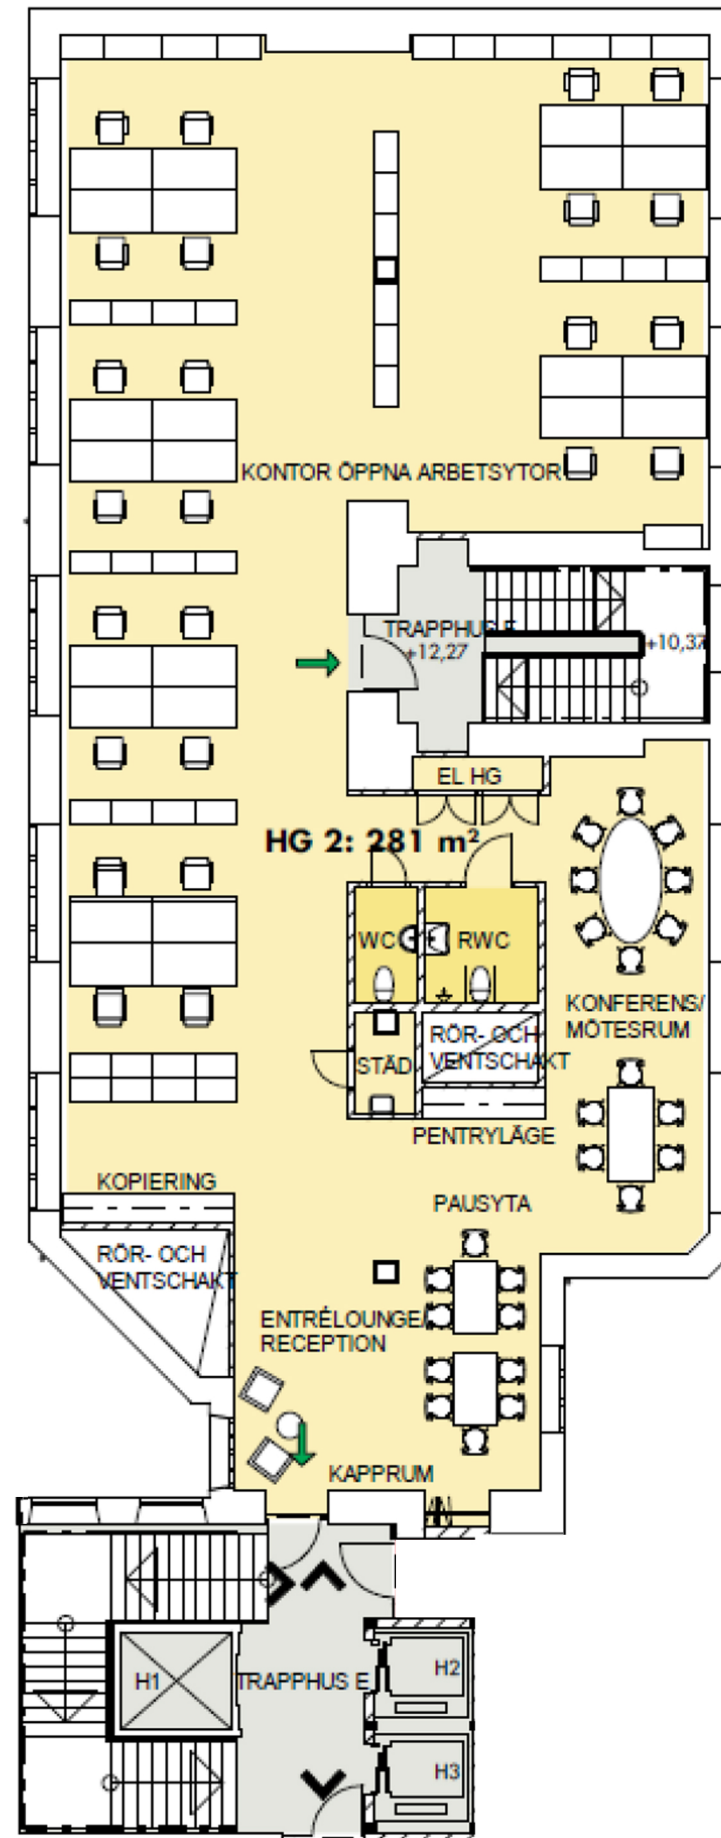 KONTOR ÖPPNA ARBETSYTOR
TRAPPHUS F
+12,27
+10,37
EL HG
HG 2: 281 m²
WC
RWC
KONFERENS/
MÖTESRUM
RÖR- OCH
VENTSCHAKT
STÄD
PENTRYLÄGE
KOPIERING
PAUSYTA
RÖR- OCH
VENTSCHAKT
ENTRÉLOUNGE/
RECEPTION
KAPPRUM
H1
TRAPPHUS E
H2
H3